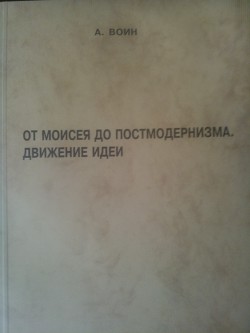 А. ВОИН
ОТ МОИСЕЯ ДО ПОСТМОДЕРНИЗМА.
ДВИЖЕНИЕ ИДЕИ